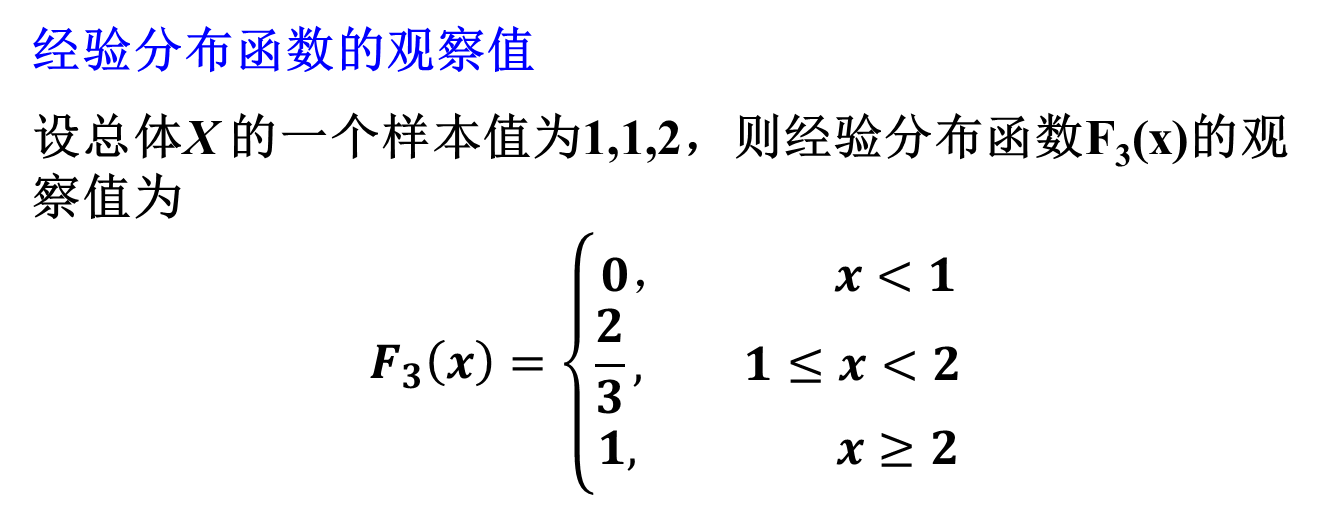 经验分布函数的观察值
设总体X 的一个样本值为1,1,2，则经验分布函数F₃(x)的观
察值为
0， x < 1
F₃(x) = { 2/3, 1 ≤ x < 2
1, x ≥ 2